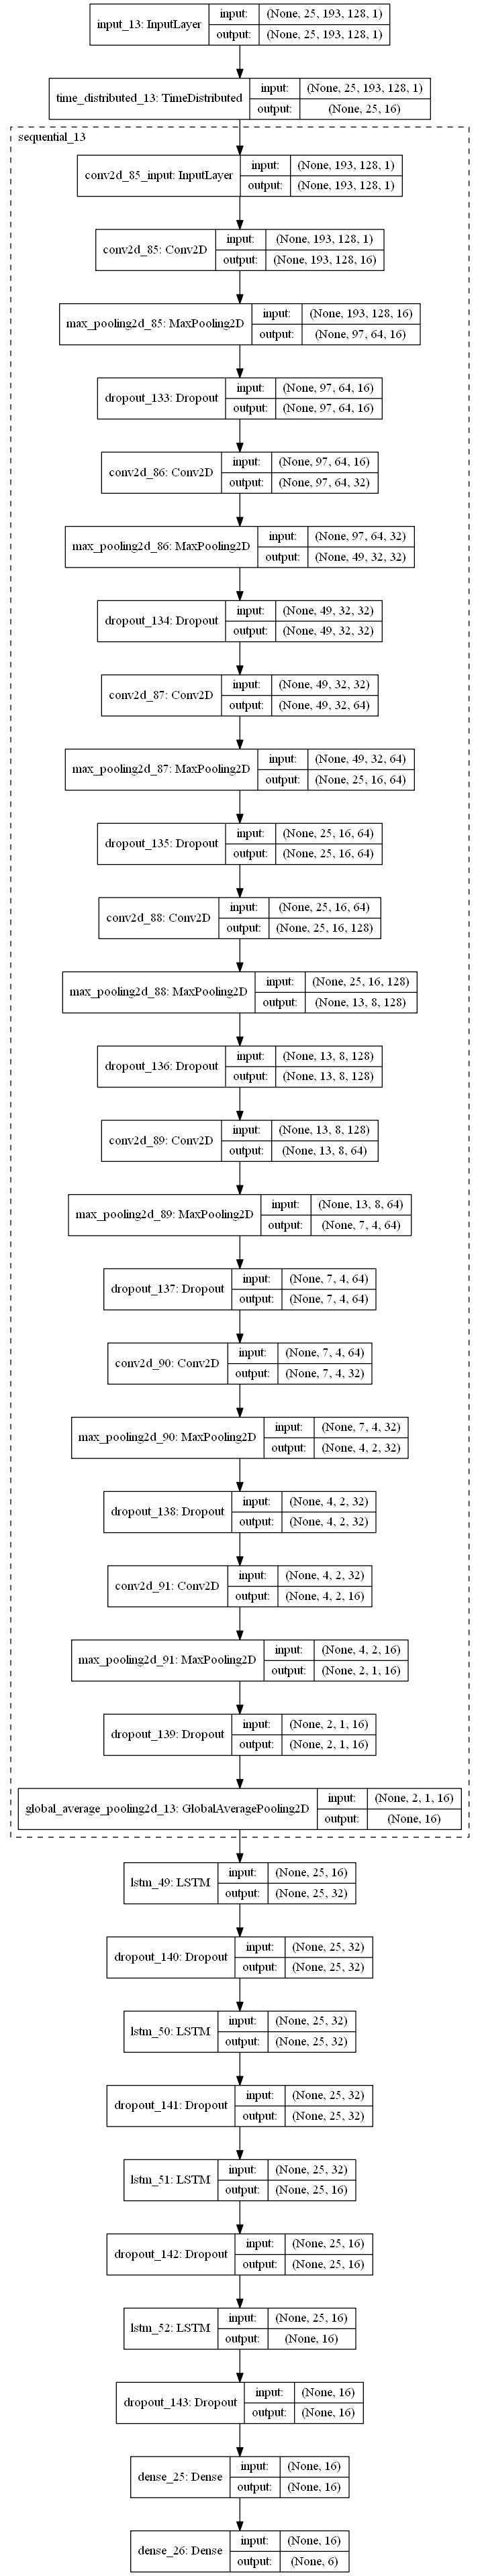 input_13: InputLayer
input: (None, 25, 193, 128, 1)
output: (None, 25, 193, 128, 1)
time_distributed_13: TimeDistributed
input: (None, 25, 193, 128, 1)
output: (None, 25, 16)
sequential_13
conv2d_85_input: InputLayer
input: (None, 193, 128, 1)
output: (None, 193, 128, 1)
conv2d_85: Conv2D
input: (None, 193, 128, 1)
output: (None, 193, 128, 16)
max_pooling2d_85: MaxPooling2D
input: (None, 193, 128, 16)
output: (None, 97, 64, 16)
dropout_133: Dropout
input: (None, 97, 64, 16)
output: (None, 97, 64, 16)
conv2d_86: Conv2D
input: (None, 97, 64, 16)
output: (None, 97, 64, 32)
max_pooling2d_86: MaxPooling2D
input: (None, 97, 64, 32)
output: (None, 49, 32, 32)
dropout_134: Dropout
input: (None, 49, 32, 32)
output: (None, 49, 32, 32)
conv2d_87: Conv2D
input: (None, 49, 32, 32)
output: (None, 49, 32, 64)
max_pooling2d_87: MaxPooling2D
input: (None, 49, 32, 64)
output: (None, 25, 16, 64)
dropout_135: Dropout
input: (None, 25, 16, 64)
output: (None, 25, 16, 64)
conv2d_88: Conv2D
input: (None, 25, 16, 64)
output: (None, 25, 16, 128)
max_pooling2d_88: MaxPooling2D
input: (None, 25, 16, 128)
output: (None, 13, 8, 128)
dropout_136: Dropout
input: (None, 13, 8, 128)
output: (None, 13, 8, 128)
conv2d_89: Conv2D
input: (None, 13, 8, 128)
output: (None, 13, 8, 64)
max_pooling2d_89: MaxPooling2D
input: (None, 13, 8, 64)
output: (None, 7, 4, 64)
dropout_137: Dropout
input: (None, 7, 4, 64)
output: (None, 7, 4, 64)
conv2d_90: Conv2D
input: (None, 7, 4, 64)
output: (None, 7, 4, 32)
max_pooling2d_90: MaxPooling2D
input: (None, 7, 4, 32)
output: (None, 4, 2, 32)
dropout_138: Dropout
input: (None, 4, 2, 32)
output: (None, 4, 2, 32)
conv2d_91: Conv2D
input: (None, 4, 2, 32)
output: (None, 4, 2, 16)
max_pooling2d_91: MaxPooling2D
input: (None, 4, 2, 16)
output: (None, 2, 1, 16)
dropout_139: Dropout
input: (None, 2, 1, 16)
output: (None, 2, 1, 16)
global_average_pooling2d_13: GlobalAveragePooling2D
input: (None, 2, 1, 16)
output: (None, 16)
lstm_49: LSTM
input: (None, 25, 16)
output: (None, 25, 32)
dropout_140: Dropout
input: (None, 25, 32)
output: (None, 25, 32)
lstm_50: LSTM
input: (None, 25, 32)
output: (None, 25, 32)
dropout_141: Dropout
input: (None, 25, 32)
output: (None, 25, 32)
lstm_51: LSTM
input: (None, 25, 32)
output: (None, 25, 16)
dropout_142: Dropout
input: (None, 25, 16)
output: (None, 25, 16)
lstm_52: LSTM
input: (None, 25, 16)
output: (None, 16)
dropout_143: Dropout
input: (None, 16)
output: (None, 16)
dense_25: Dense
input: (None, 16)
output: (None, 16)
dense_26: Dense
input: (None, 16)
output: (None, 6)